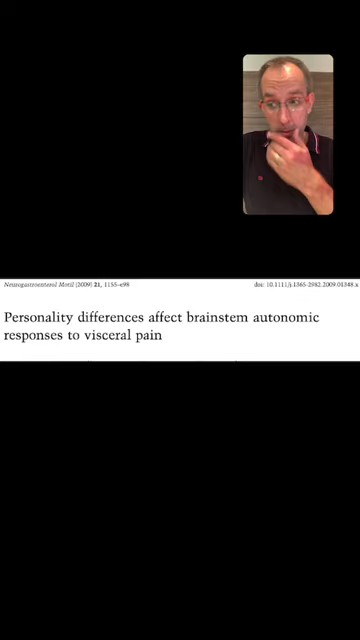 Neurogastroenterol Motil (2009) 21, 1155–e98
doi: 10.1111/j.1365-2982.2009.01348.x
Personality differences affect brainstem autonomic
responses to visceral pain